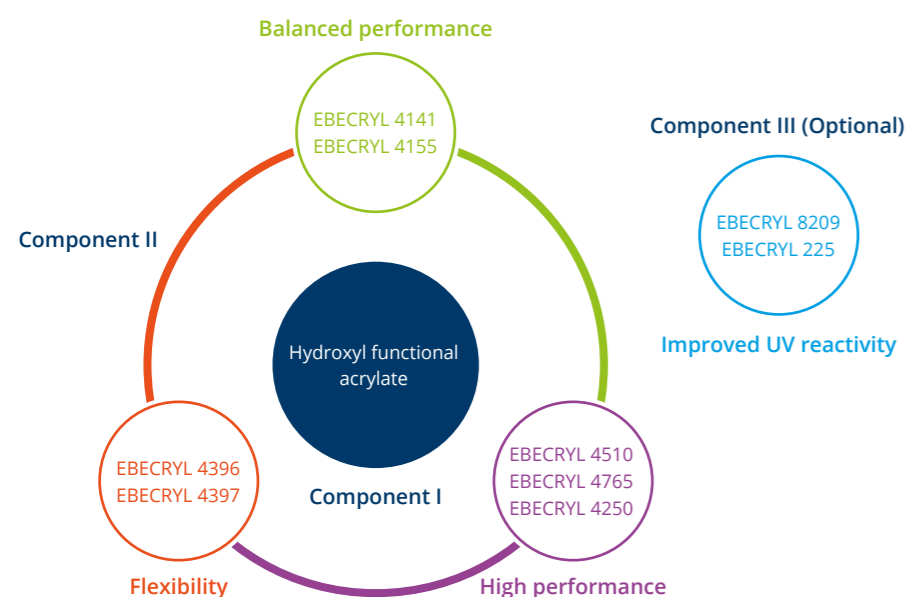 Balanced performance
EBECRYL 4141
EBECRYL 4155
Component III (Optional)
EBECRYL 8209
EBECRYL 225
Improved UV reactivity
Component II
Hydroxyl functional
acrylate
Component I
EBECRYL 4396
EBECRYL 4397
Flexibility
EBECRYL 4510
EBECRYL 4765
EBECRYL 4250
High performance